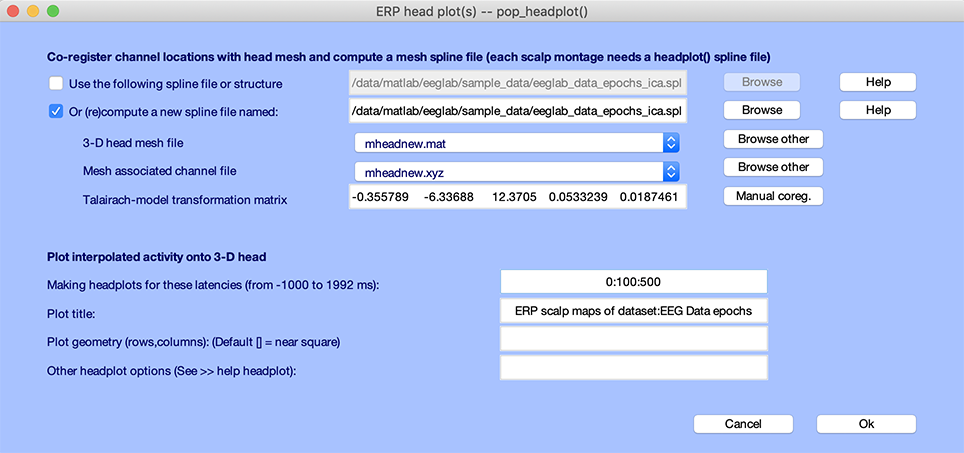 ERP head plot(s) -- pop_headplot()
Co-register channel locations with head mesh and compute a mesh spline file (each scalp montage needs a headplot() spline file)
Use the following spline file or structure /data/matlab/eeglab/sample_data/eeglab_data_epochs_ica.spl Browse Help
Or (re)compute a new spline file named: /data/matlab/eeglab/sample_data/eeglab_data_epochs_ica.spl Browse Help
3-D head mesh file mheadnew.mat Browse other
Mesh associated channel file mheadnew.xyz Browse other
Talairach-model transformation matrix -0.355789 -6.33688 12.3705 0.0533239 0.0187461 Manual coreg.
Plot interpolated activity onto 3-D head
Making headplots for these latencies (from -1000 to 1992 ms): 0:100:500
Plot title: ERP scalp maps of dataset:EEG Data epochs
Plot geometry (rows,columns): (Default [] = near square)
Other headplot options (See >> help headplot):
Cancel Ok